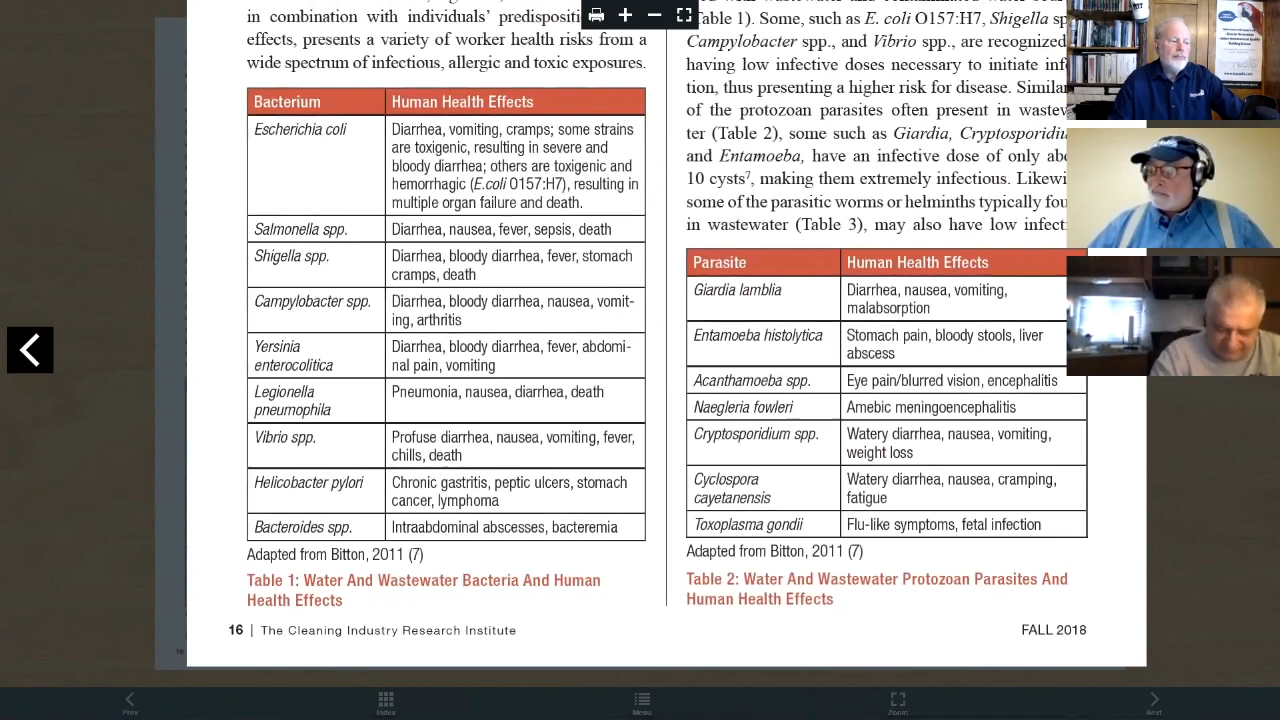 in combination with individuals'
effects, presents a variety of worker health risks from a
wide spectrum of infectious, allergic and toxic exposures.
Bacterium Human Health Effects
Escherichia coli Diarrhea, vomiting, cramps; some strains
are toxigenic, resulting in severe and
bloody diarrhea; others are toxigenic and
hemorrhagic (E.coli O157:H7), resulting in
multiple organ failure and death.
Salmonella spp. Diarrhea, nausea, fever, sepsis, death
Shigella spp. Diarrhea, bloody diarrhea, fever, stomach
cramps, death
Campylobacter spp. Diarrhea, bloody diarrhea, nausea, vomit-
ing, arthritis
Yersinia Diarrhea, bloody diarrhea, fever, abdomi-
enterocolitica nal pain, vomiting
Legionella Pneumonia, nausea, diarrhea, death
pneumophila
Vibrio spp. Profuse diarrhea, nausea, vomiting, fever,
chills, death
Helicobacter pylori Chronic gastritis, peptic ulcers, stomach
cancer, lymphoma
Bacteroides spp. Intraabdominal abscesses, bacteremia
Adapted from Bitton, 2011 (7)
Table 1: Water And Wastewater Bacteria And Human
Health Effects
16 | The Cleaning Industry Research Institute
Table 1). Some, such as E. coli O157:H7, Shigella sp
Campylobacter spp., and Vibrio spp., are recognized
having low infective doses necessary to initiate inf
tion, thus presenting a higher risk for disease. Similar
of the protozoan parasites often present in wastew
ter (Table 2), some such as Giardia, Cryptosporidiu
and Entamoeba, have an infective dose of only abo
10 cysts⁷, making them extremely infectious. Likewi
some of the parasitic worms or helminths typically fou
in wastewater (Table 3), may also have low infect
Parasite Human Health Effects
Giardia lamblia Diarrhea, nausea, vomiting,
malabsorption
Entamoeba histolytica Stomach pain, bloody stools, liver
abscess
Acanthamoeba spp. Eye pain/blurred vision, encephalitis
Naegleria fowleri Amebic meningoencephalitis
Cryptosporidium spp. Watery diarrhea, nausea, vomiting,
weight loss
Cyclospora Watery diarrhea, nausea, cramping,
cayetanensis fatigue
Toxoplasma gondii Flu-like symptoms, fetal infection
Adapted from Bitton, 2011 (7)
Table 2: Water And Wastewater Protozoan Parasites And
Human Health Effects
FALL 2018
Prev Index Menu Zoom Next